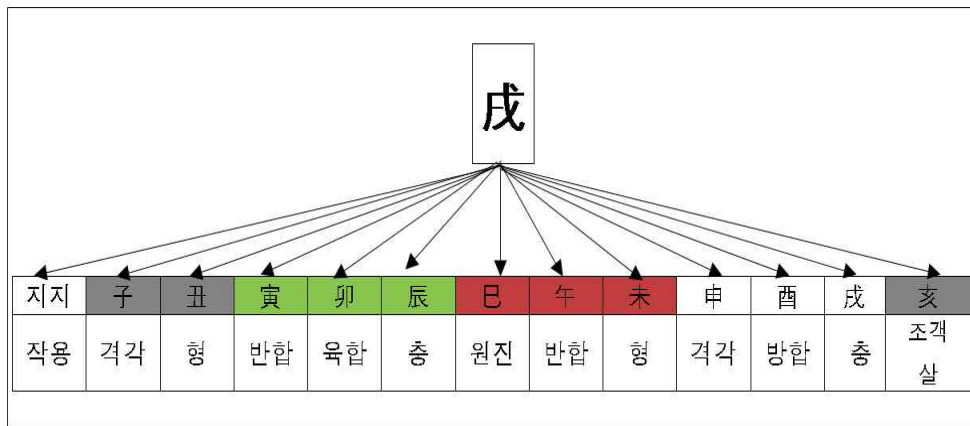 戌
지지 子 丑 寅 卯 辰 巳 午 未 申 酉 戌 亥
작용 격각 형 반합 육합 충 원진 반합 형 격각 방합 충 조객
살